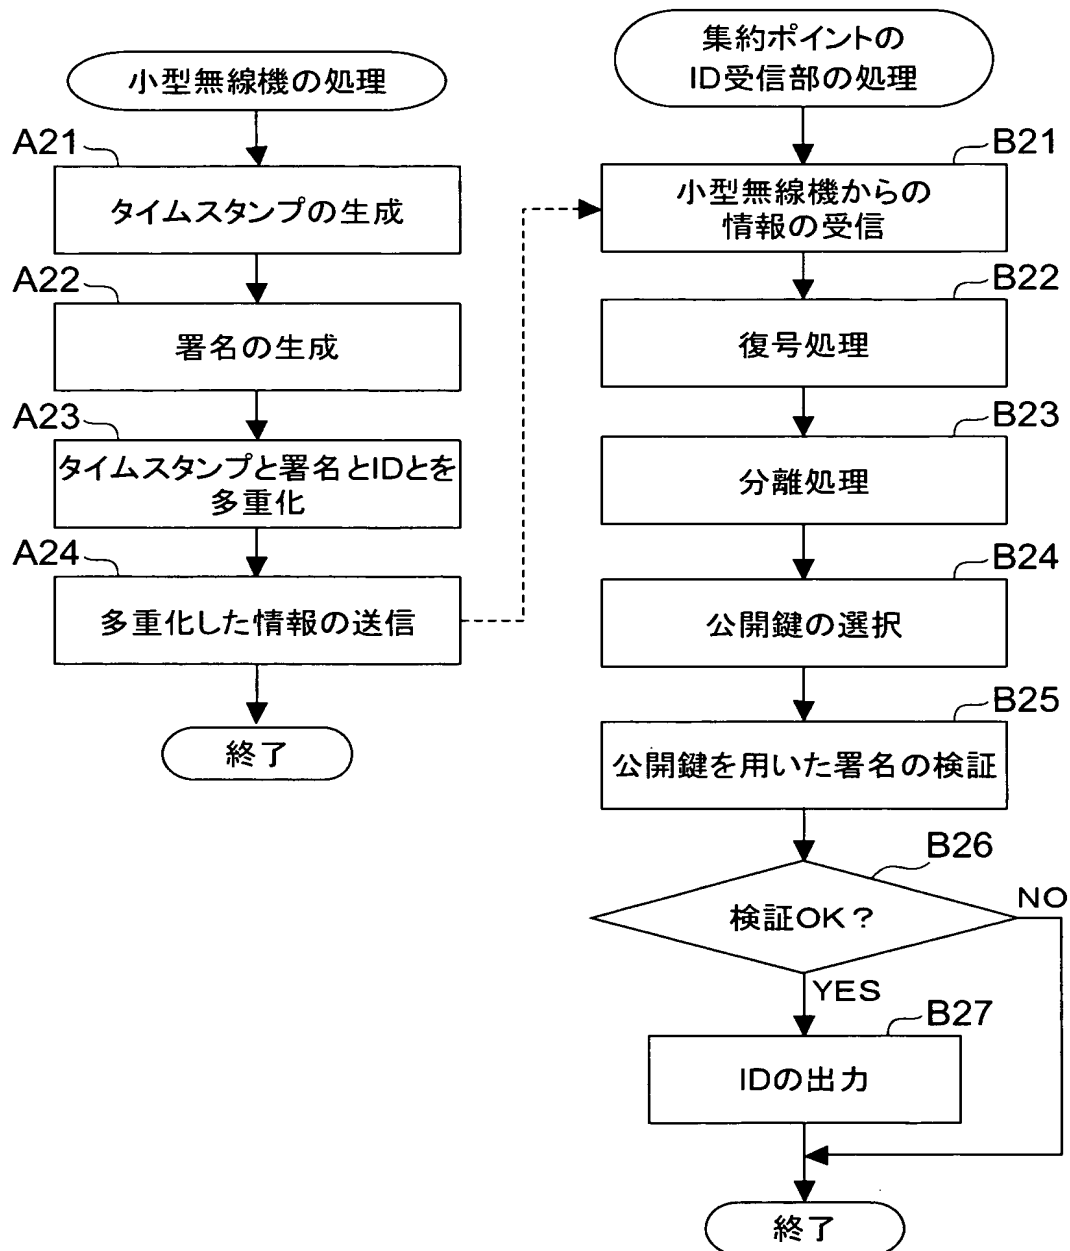 小型無線機の処理
A21
タイムスタンプの生成
A22
署名の生成
A23
タイムスタンプと署名とIDとを
多重化
A24
多重化した情報の送信
終了
集約ポイントの
ID受信部の処理
B21
小型無線機からの
情報の受信
B22
復号処理
B23
分離処理
B24
公開鍵の選択
B25
公開鍵を用いた署名の検証
B26
検証OK?
NO
YES
B27
IDの出力
終了